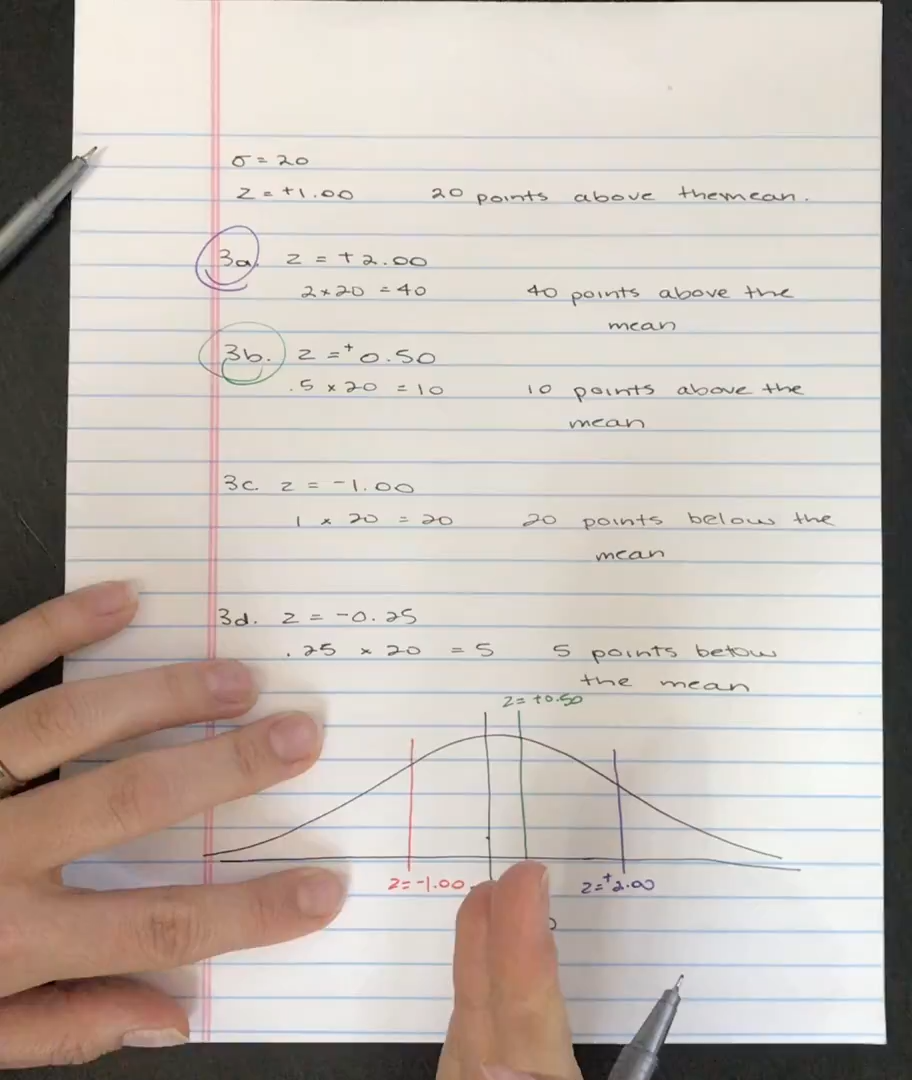 σ = 20
z = +1.00 20 points above the mean.
3a. z = +2.00
2 × 20 = 40 40 points above the
mean
3b. z = +0.50
.5 × 20 = 10 10 points above the
mean
3c. z = -1.00
1 × 20 = 20 20 points below the
mean
3d. z = -0.25
.25 × 20 = 5 5 points below
the mean
z = +0.50
z = -1.00
z = +2.00